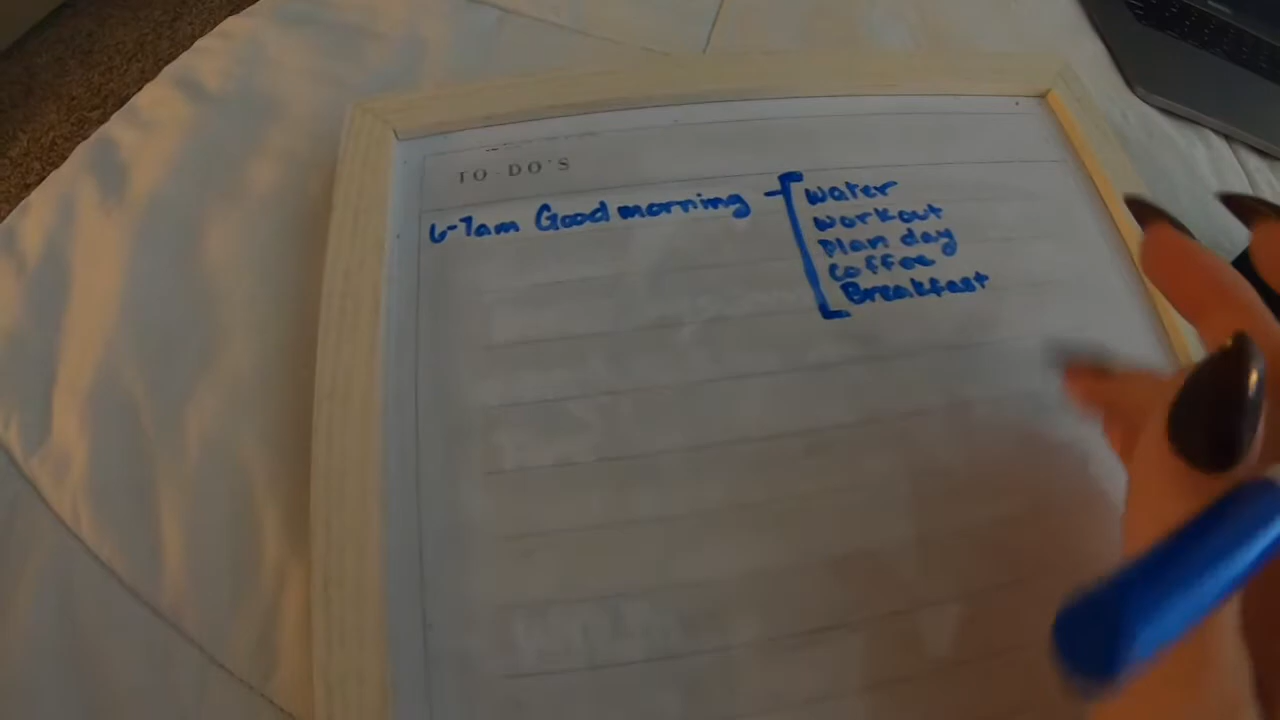 TO-DO'S
6-7am Good morning - [ water
workout
Plan day
Coffee
Breakfast